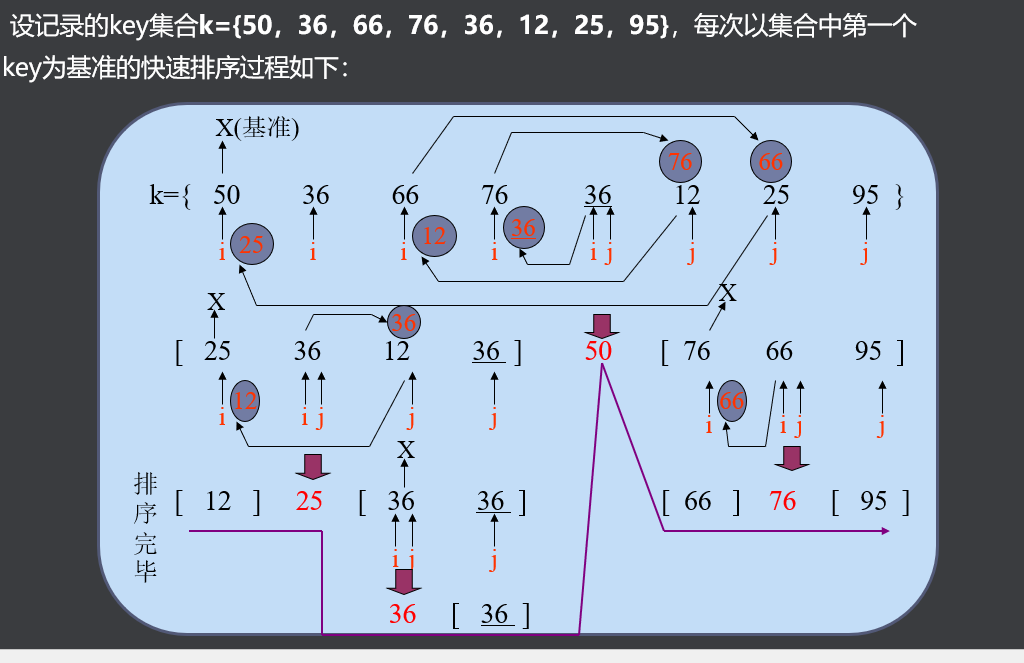 设记录的key集合k={50，36，66，76，36，12，25，95}，每次以集合中第一个
key为基准的快速排序过程如下：
X(基准)
76 66
k={ 50 36 66 76 36 12 25 95 }
i 25 i i 12 i 36 i j j j j
X 36 X
[ 25 36 12 36 ] 50 [ 76 66 95 ]
i 12 i j j j i 66 i j j
X
排序完毕
[ 12 ] 25 [ 36 36 ] [ 66 ] 76 [ 95 ]
i j j
36 [ 36 ]